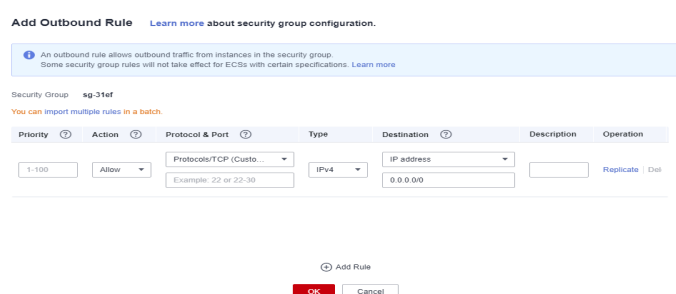 Add Outbound Rule Learn more about security group configuration.
An outbound rule allows outbound traffic from instances in the security group.
Some security group rules will not take effect for ECSs with certain specifications. Learn more
Security Group sg-31ef
You can import multiple rules in a batch.
Priority ? Action ? Protocol & Port ? Type Destination ? Description Operation
1-100 Allow Protocols/TCP (Custo... IPv4 IP address Replicate Del
Example: 22 or 22-30 0.0.0.0/0
Add Rule
OK Cancel